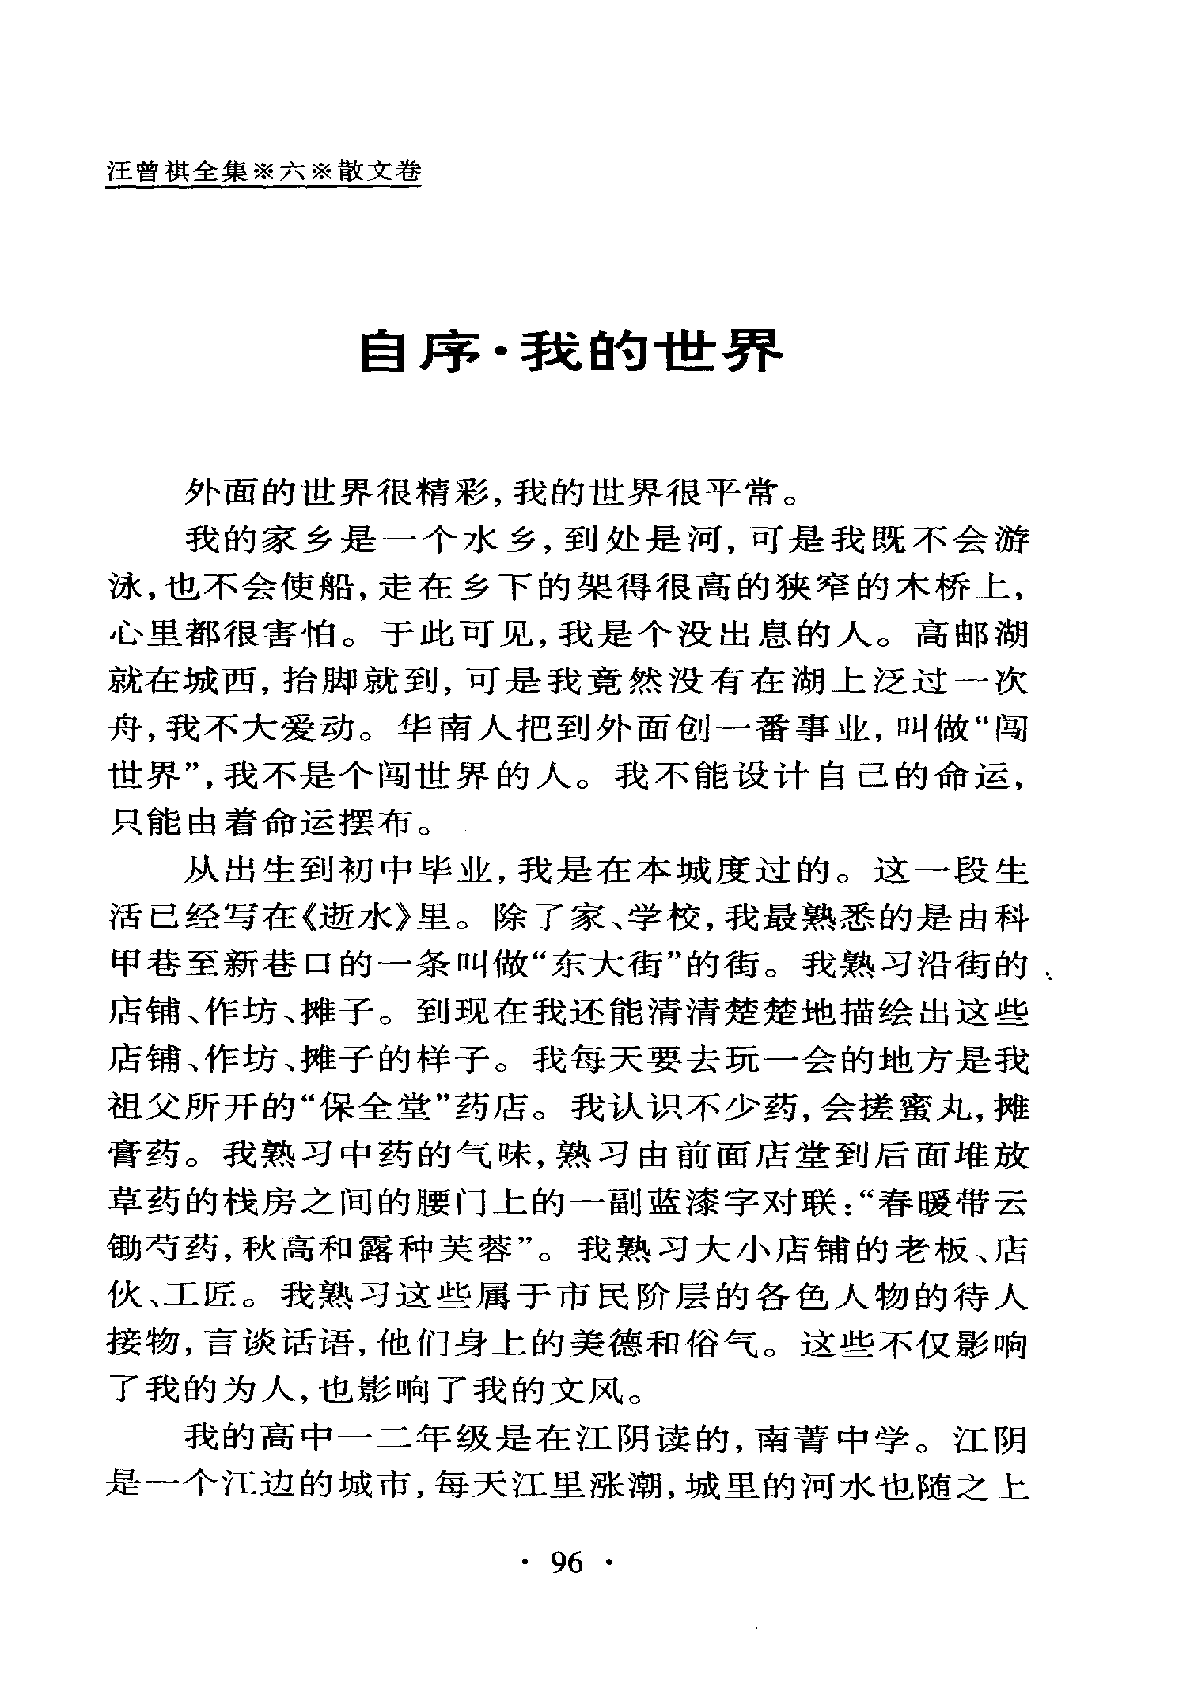 汪曾祺全集※六※散文卷
自序·我的世界
外面的世界很精彩,我的世界很平常。
我的家乡是一个水乡,到处是河,可是我既不会游
泳,也不会使船,走在乡下的架得很高的狭窄的木桥上,
心里都很害怕。于此可见,我是个没出息的人。高邮湖
就在城西,抬脚就到,可是我竟然没有在湖上泛过一次
舟,我不大爱动。华南人把到外面创一番事业,叫做“闯
世界”,我不是个闯世界的人。我不能设计自己的命运,
只能由着命运摆布。
从出生到初中毕业,我是在本城度过的。这一段生
活已经写在《逝水》里。除了家、学校,我最熟悉的是由科
甲巷至新巷口的一条叫做“东大街”的街。我熟习沿街的
店铺、作坊、摊子。到现在我还能清清楚楚地描绘出这些
店铺、作坊、摊子的样子。我每天要去玩一会的地方是我
祖父所开的“保全堂”药店。我认识不少药,会搓蜜丸,摊
膏药。我熟习中药的气味,熟习由前面店堂到后面堆放
草药的栈房之间的腰门上的一副蓝漆字对联:“春暖带云
锄芍药,秋高和露种芙蓉”。我熟习大小店铺的老板、店
伙、工匠。我熟习这些属于市民阶层的各色人物的待人
接物,言谈话语,他们身上的美德和俗气。这些不仅影响
了我的为人,也影响了我的文风。
我的高中一二年级是在江阴读的,南菁中学。江阴
是一个江边的城市,每天江里涨潮,城里的河水也随之上
· 96 ·